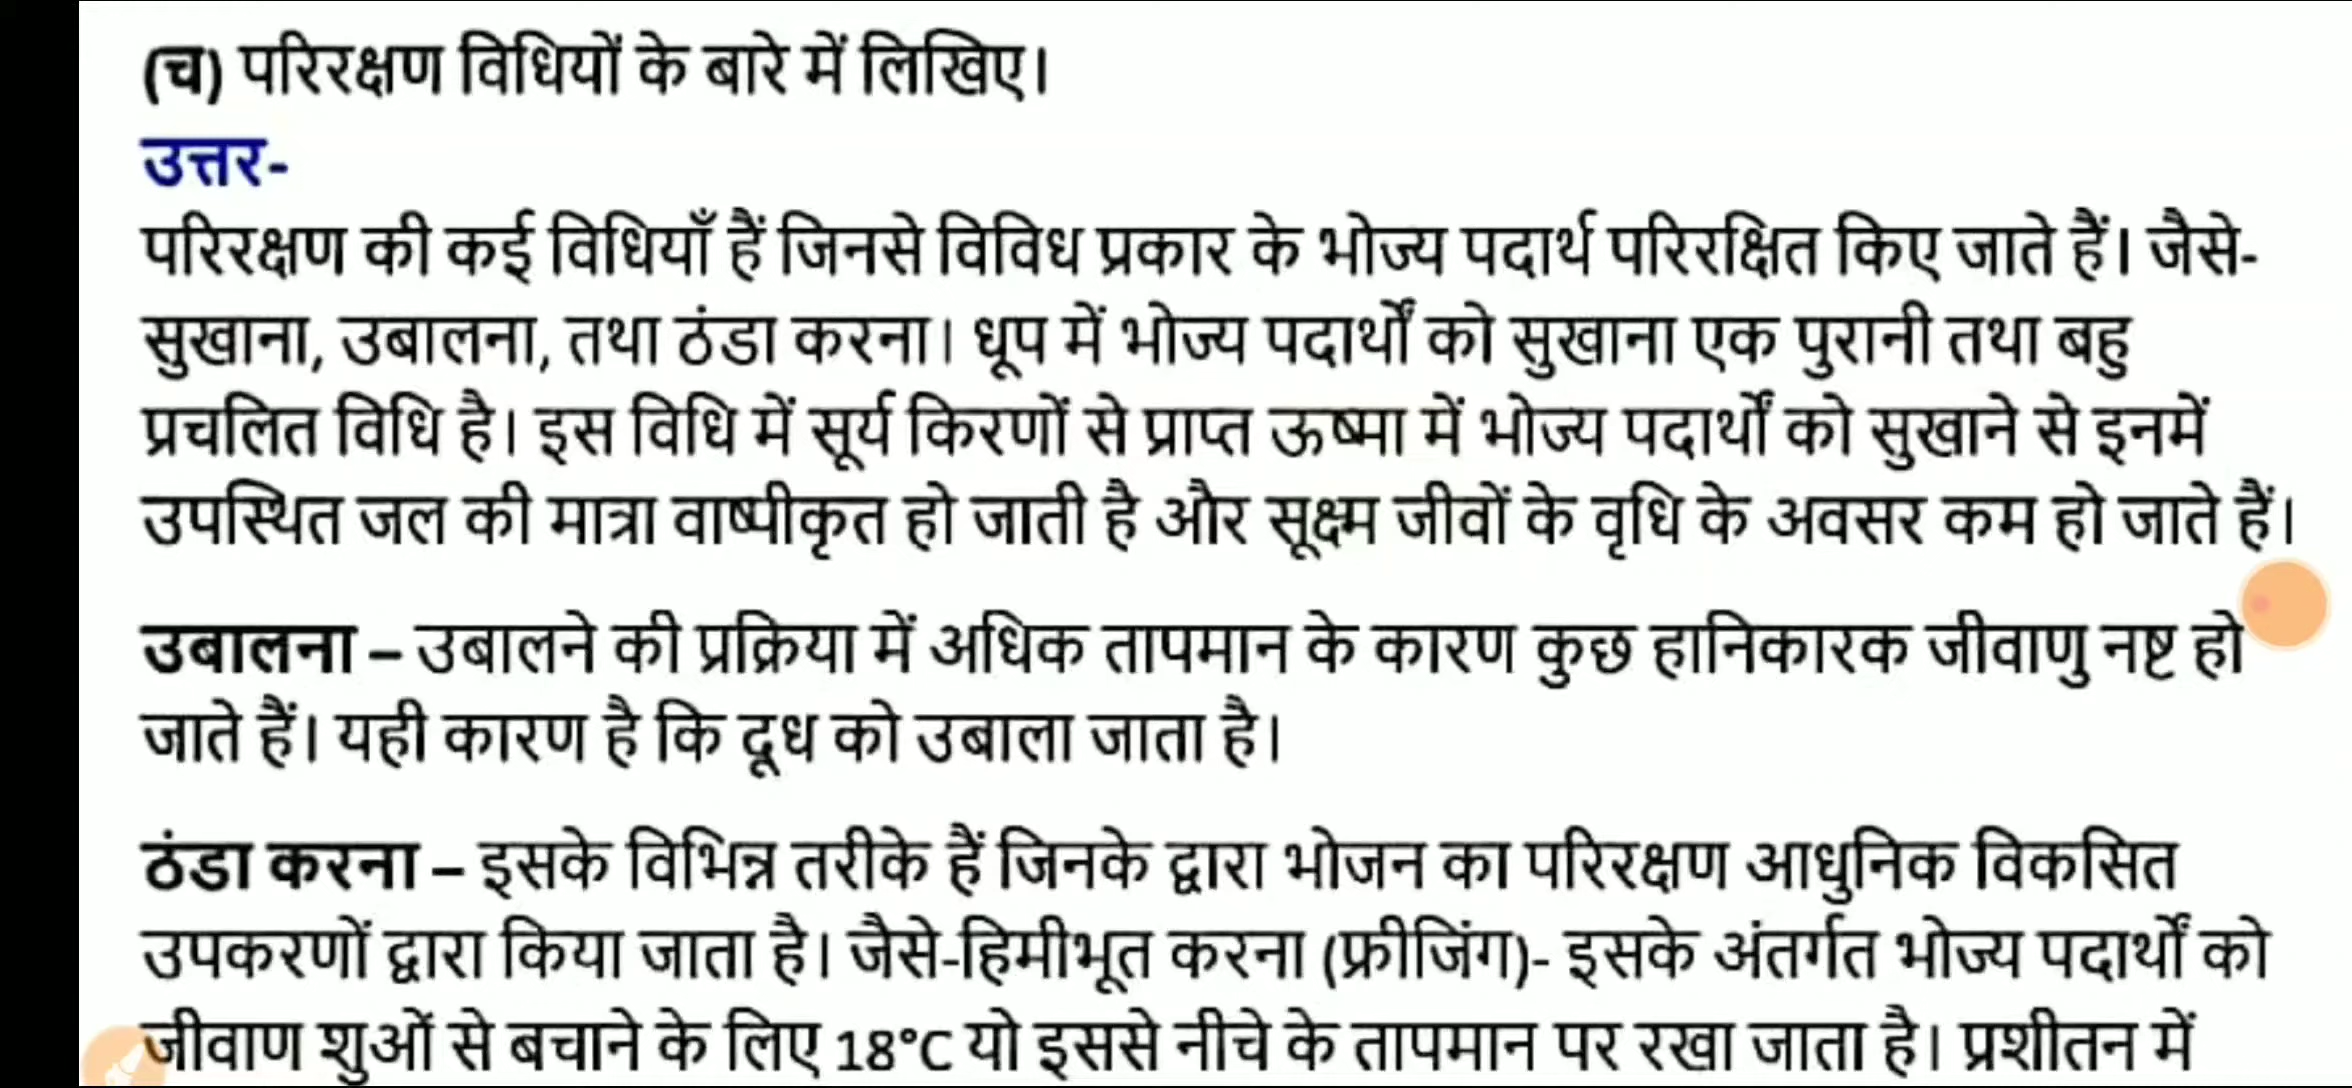 (च) परिरक्षण विधियों के बारे में लिखिए।
उत्तर-
परिरक्षण की कई विधियाँ हैं जिनसे विविध प्रकार के भोज्य पदार्थ परिरक्षित किए जाते हैं। जैसे-
सुखाना, उबालना, तथा ठंडा करना। धूप में भोज्य पदार्थों को सुखाना एक पुरानी तथा बहु
प्रचलित विधि है। इस विधि में सूर्य किरणों से प्राप्त ऊष्मा में भोज्य पदार्थों को सुखाने से इनमें
उपस्थित जल की मात्रा वाष्पीकृत हो जाती है और सूक्ष्म जीवों के वृधि के अवसर कम हो जाते हैं।
उबालना – उबालने की प्रक्रिया में अधिक तापमान के कारण कुछ हानिकारक जीवाणु नष्ट हो
जाते हैं। यही कारण है कि दूध को उबाला जाता है।
ठंडा करना – इसके विभिन्न तरीके हैं जिनके द्वारा भोजन का परिरक्षण आधुनिक विकसित
उपकरणों द्वारा किया जाता है। जैसे-हिमीभूत करना (फ्रीजिंग)- इसके अंतर्गत भोज्य पदार्थों को
जीवाण शुओं से बचाने के लिए 18°C यो इससे नीचे के तापमान पर रखा जाता है। प्रशीतन में